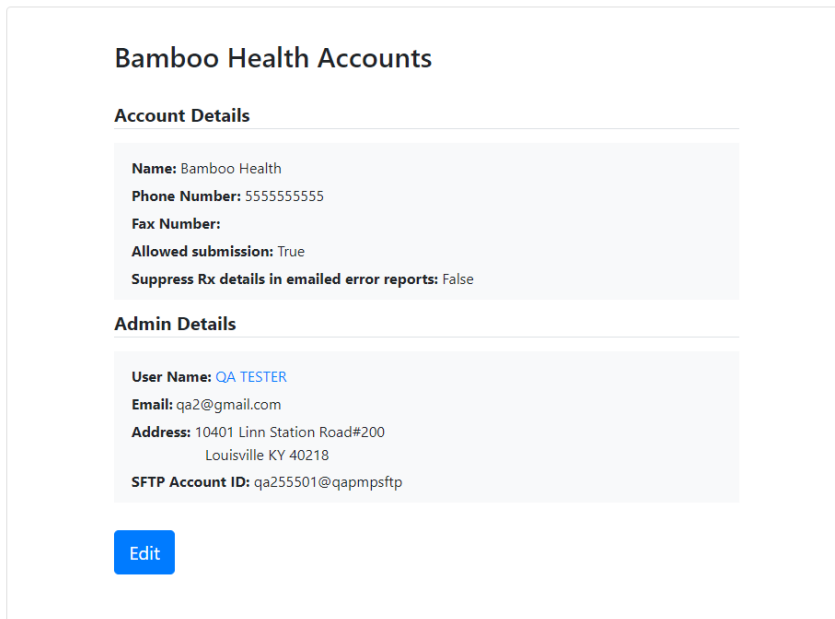 Bamboo Health Accounts
Account Details
Name: Bamboo Health
Phone Number: 5555555555
Fax Number:
Allowed submission: True
Suppress Rx details in emailed error reports: False
Admin Details
User Name: QA TESTER
Email: qa2@gmail.com
Address: 10401 Linn Station Road#200
Louisville KY 40218
SFTP Account ID: qa255501@qapmpsftp
Edit